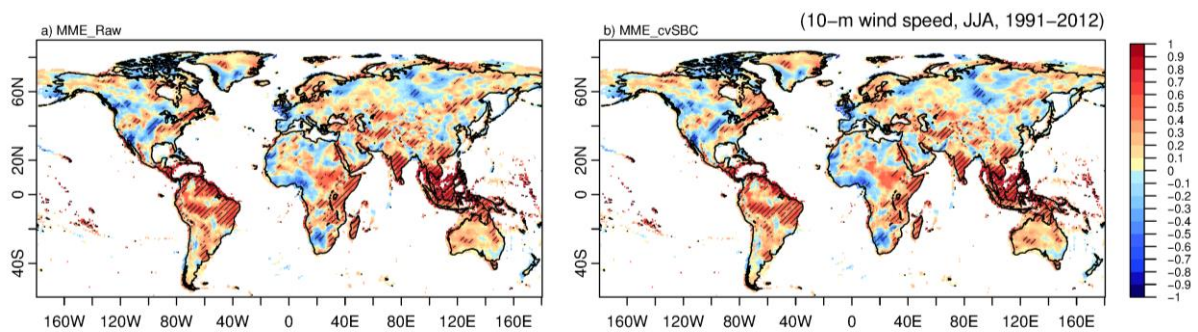 (10−m wind speed, JJA, 1991−2012)
a) MME_Raw
b) MME_cvSBC
60N
20N
0
40S
160W 120W 80W 40W 0 40E 80E 120E 160E
60N
20N
0
40S
160W 120W 80W 40W 0 40E 80E 120E 160E
1
0.9
0.8
0.7
0.6
0.5
0.4
0.3
0.2
0.1
0
−0.1
−0.2
−0.3
−0.4
−0.5
−0.6
−0.7
−0.8
−0.9
−1